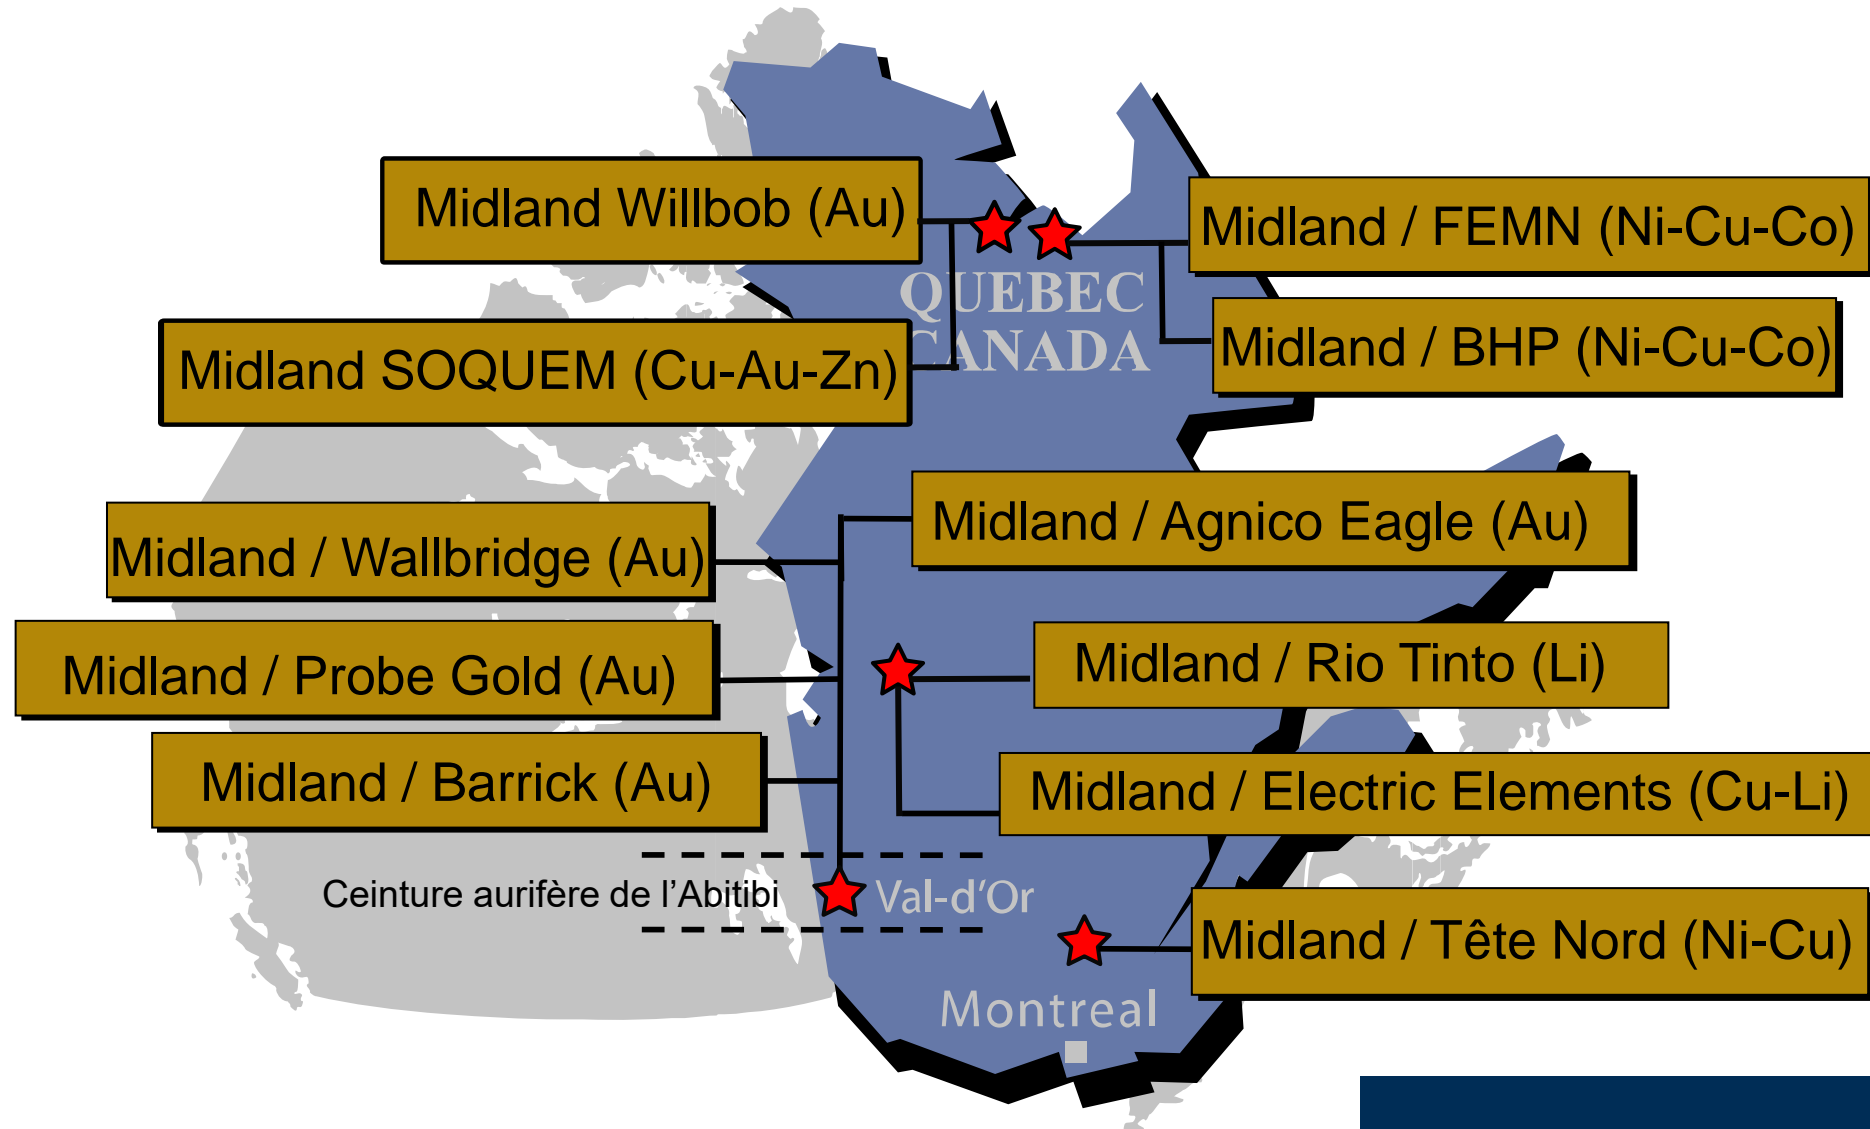 Midland Willbob (Au)
Midland / FEMN (Ni-Cu-Co)
QUEBEC
CANADA
Midland SOQUEM (Cu-Au-Zn)
Midland / BHP (Ni-Cu-Co)
Midland / Agnico Eagle (Au)
Midland / Wallbridge (Au)
Midland / Probe Gold (Au)
Midland / Rio Tinto (Li)
Midland / Barrick (Au)
Midland / Electric Elements (Cu-Li)
Ceinture aurifère de l’Abitibi
Val-d'Or
Midland / Tête Nord (Ni-Cu)
Montreal